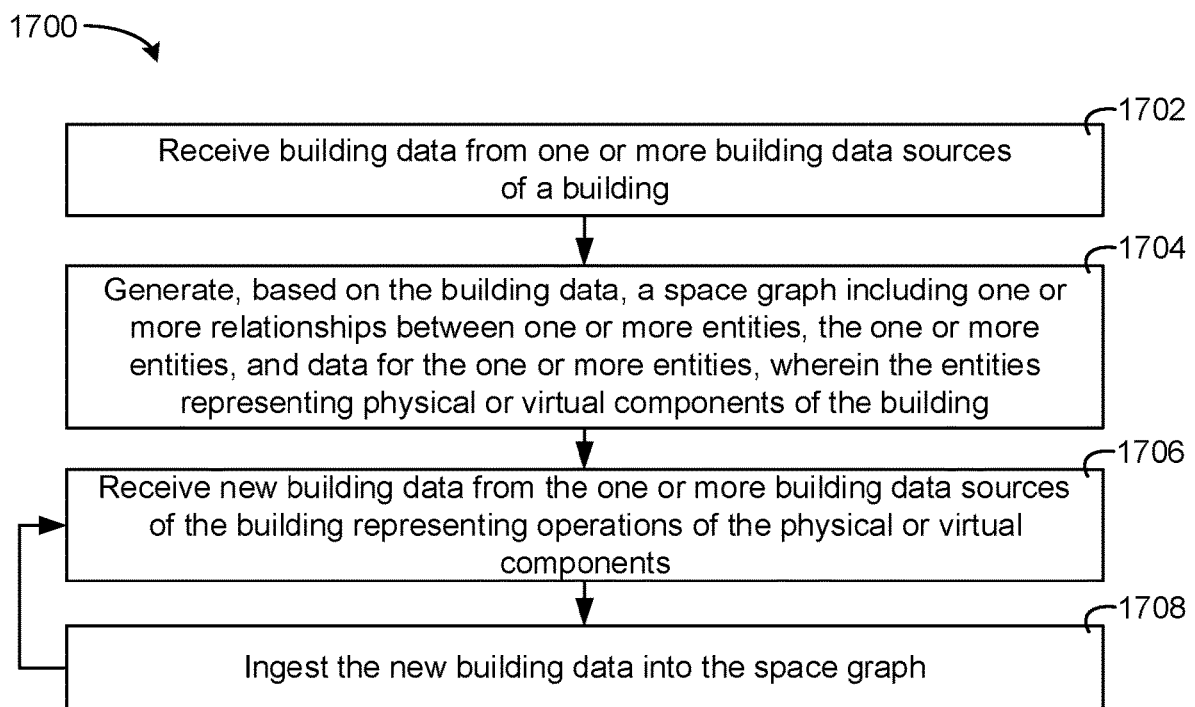 1700
1702
Receive building data from one or more building data sources
of a building
1704
Generate, based on the building data, a space graph including one or
more relationships between one or more entities, the one or more
entities, and data for the one or more entities, wherein the entities
representing physical or virtual components of the building
1706
Receive new building data from the one or more building data sources
of the building representing operations of the physical or virtual
components
1708
Ingest the new building data into the space graph